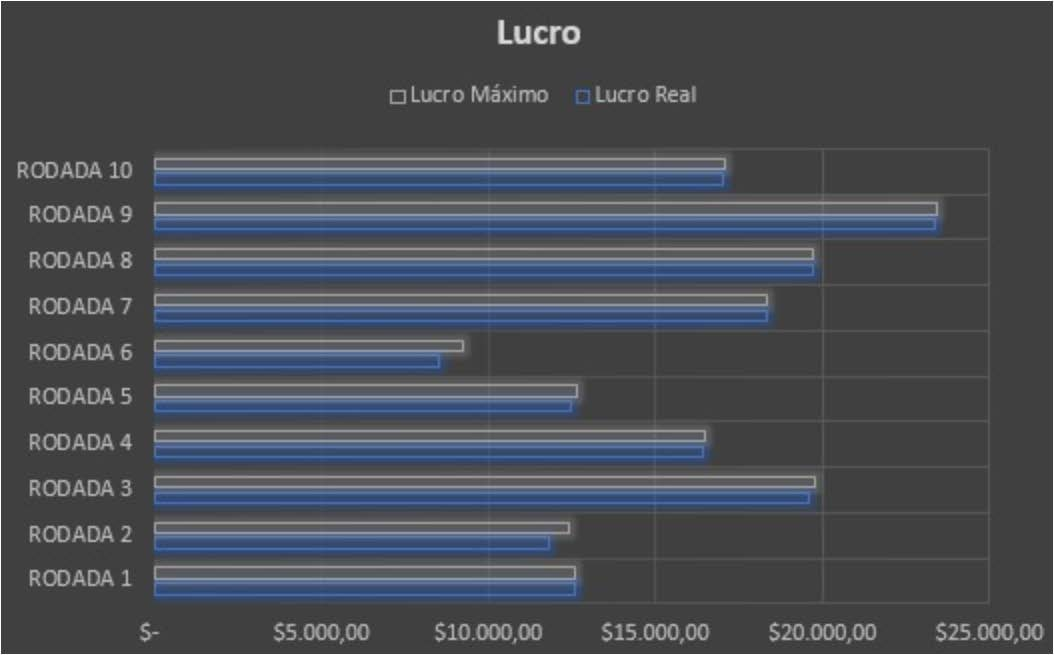 Lucro
Lucro Máximo Lucro Real
RODADA 10
RODADA 9
RODADA 8
RODADA 7
RODADA 6
RODADA 5
RODADA 4
RODADA 3
RODADA 2
RODADA 1
$- $5.000,00 $10.000,00 $15.000,00 $20.000,00 $25.000,00